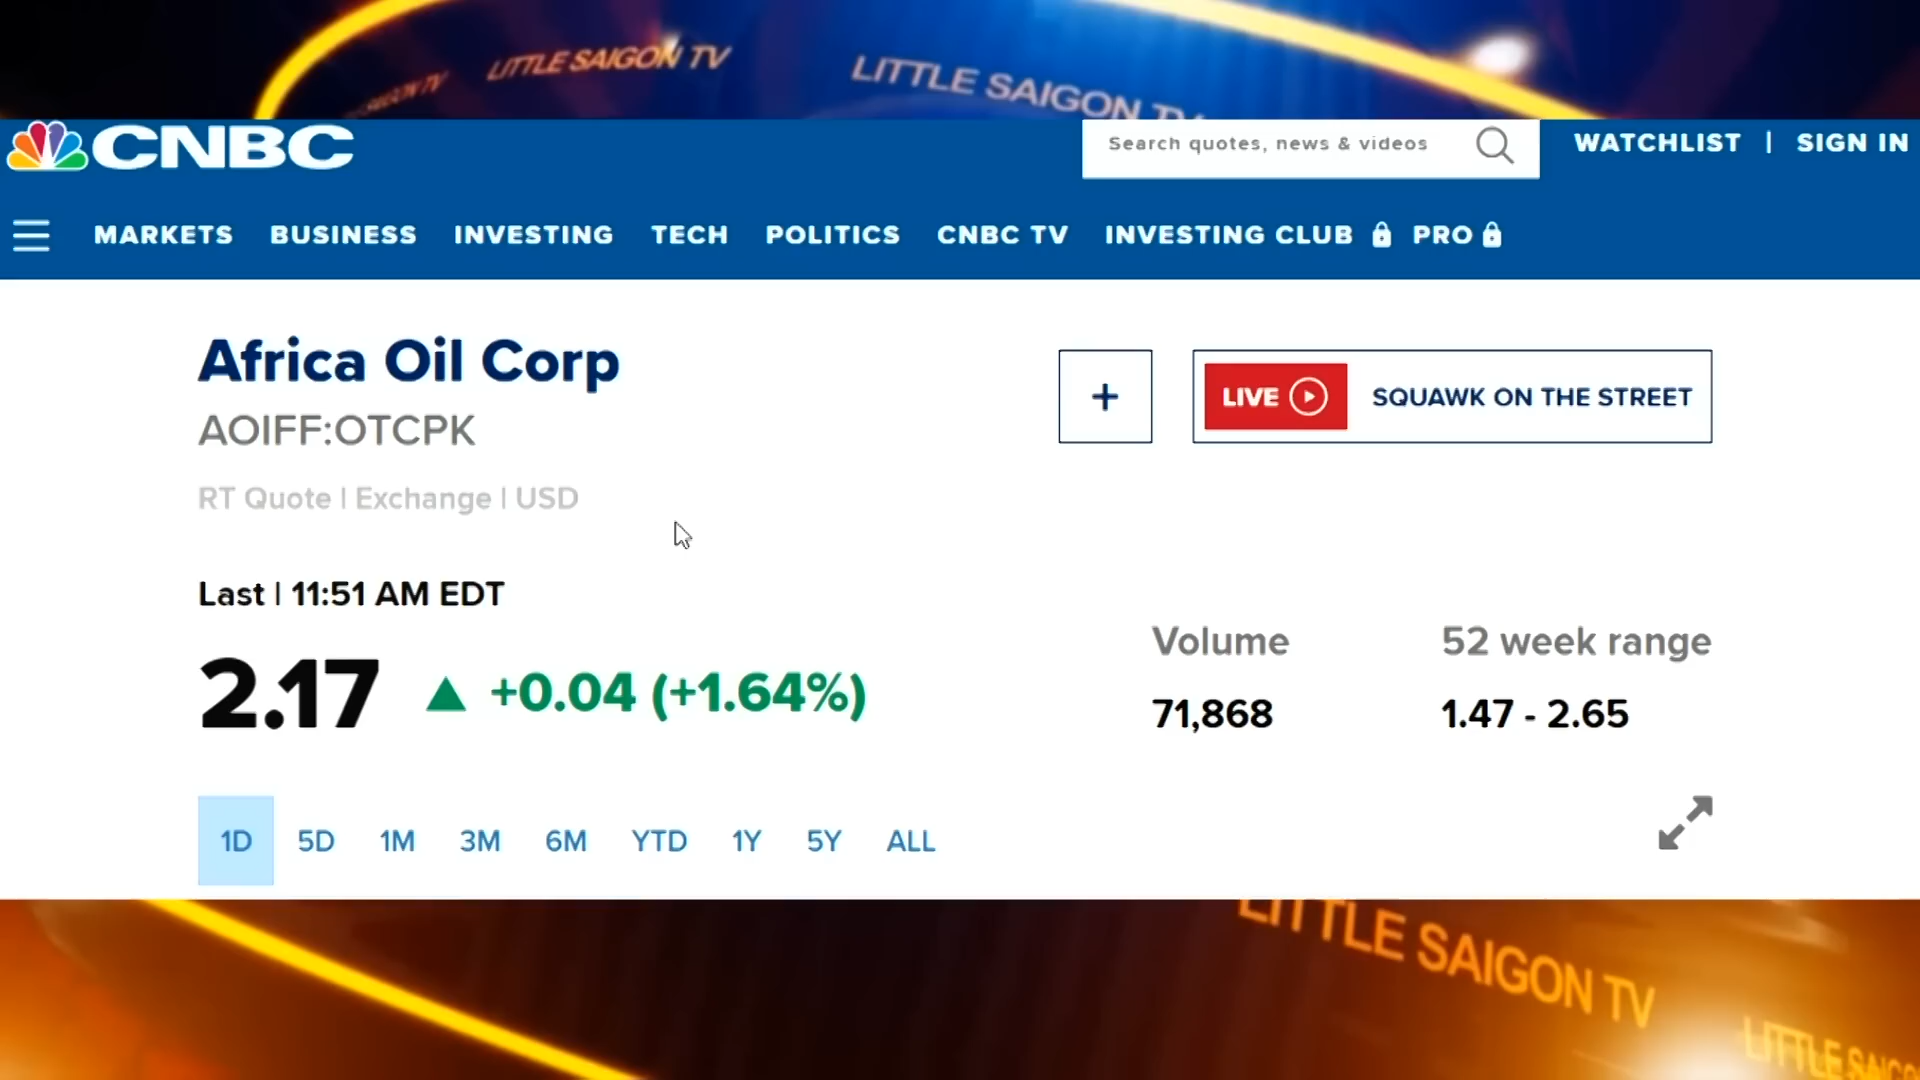 LITTLE SAIGON TV
LITTLE SAIGON TV
SAIGON TV
CNBC
Search quotes, news & videos
WATCHLIST | SIGN IN
MARKETS BUSINESS INVESTING TECH POLITICS CNBC TV INVESTING CLUB PRO
Africa Oil Corp
AOIFF:OTCPK
RT Quote | Exchange | USD
+
LIVE SQUAWK ON THE STREET
Last | 11:51 AM EDT
2.17 ▲ +0.04 (+1.64%)
Volume
71,868
52 week range
1.47 - 2.65
1D 5D 1M 3M 6M YTD 1Y 5Y ALL
LITTLE SAIGON TV
LITTLE